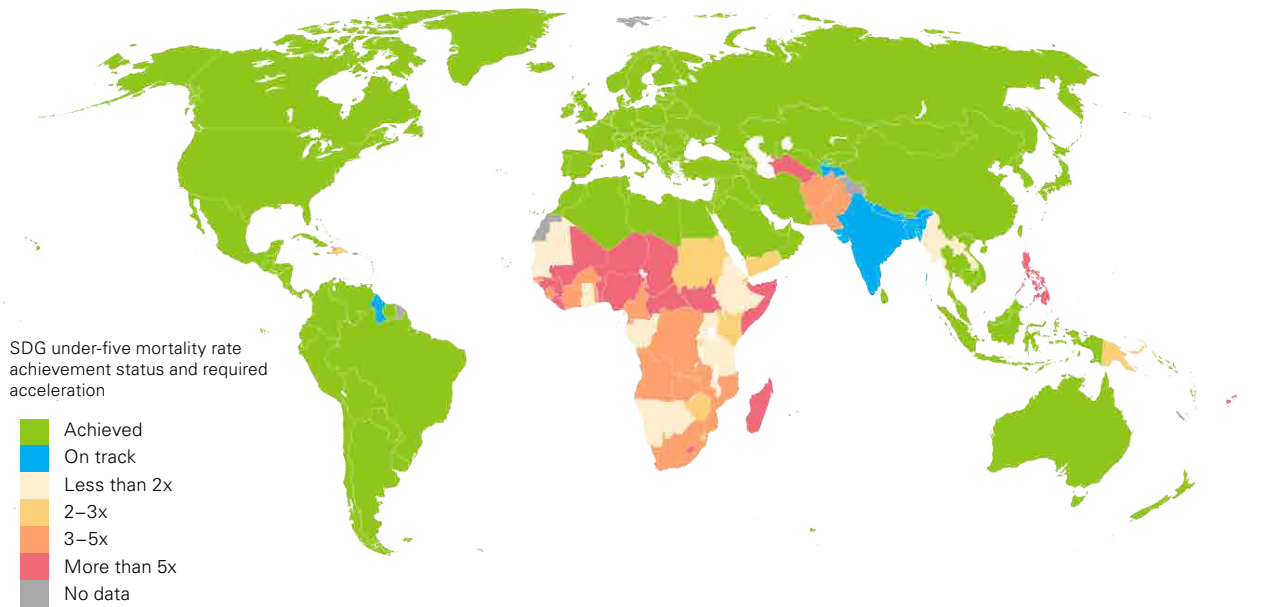 SDG under-five mortality rate
achievement status and required
acceleration
Achieved
On track
Less than 2x
2–3x
3–5x
More than 5x
No data